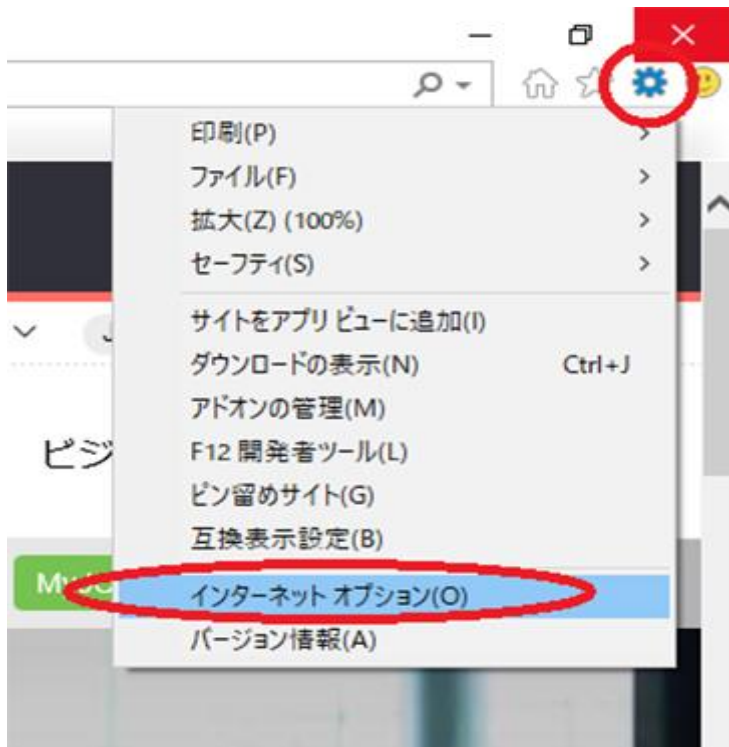 印刷(P)
ファイル(F)
拡大(Z) (100%)
セーフティ(S)
サイトをアプリ ビューに追加(I)
ダウンロードの表示(N) Ctrl+J
アドオンの管理(M)
F12 開発者ツール(L)
ピン留めサイト(G)
ビジ
互換表示設定(B)
インターネット オプション(O)
バージョン情報(A)